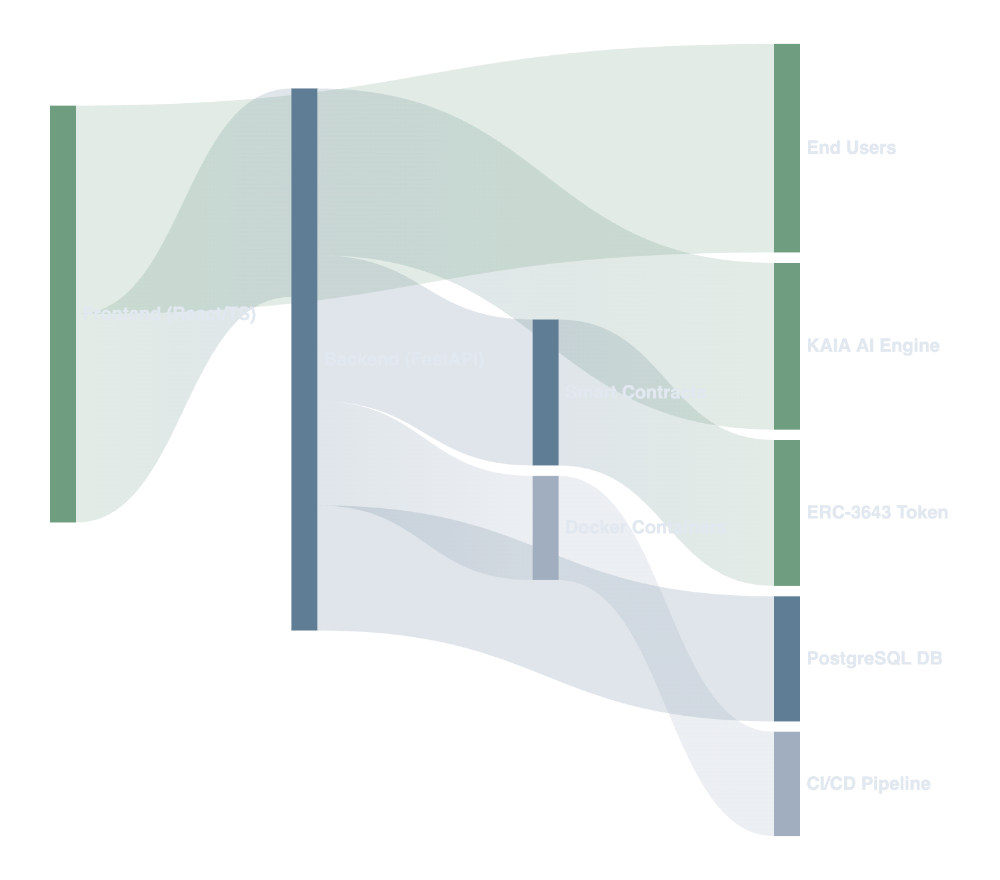 End Users
Frontend (React/TS)
KAIA AI Engine
Backend (FastAPI)
Smart Contracts
ERC-3643 Token
Docker
PostgreSQL DB
CI/CD Pipeline